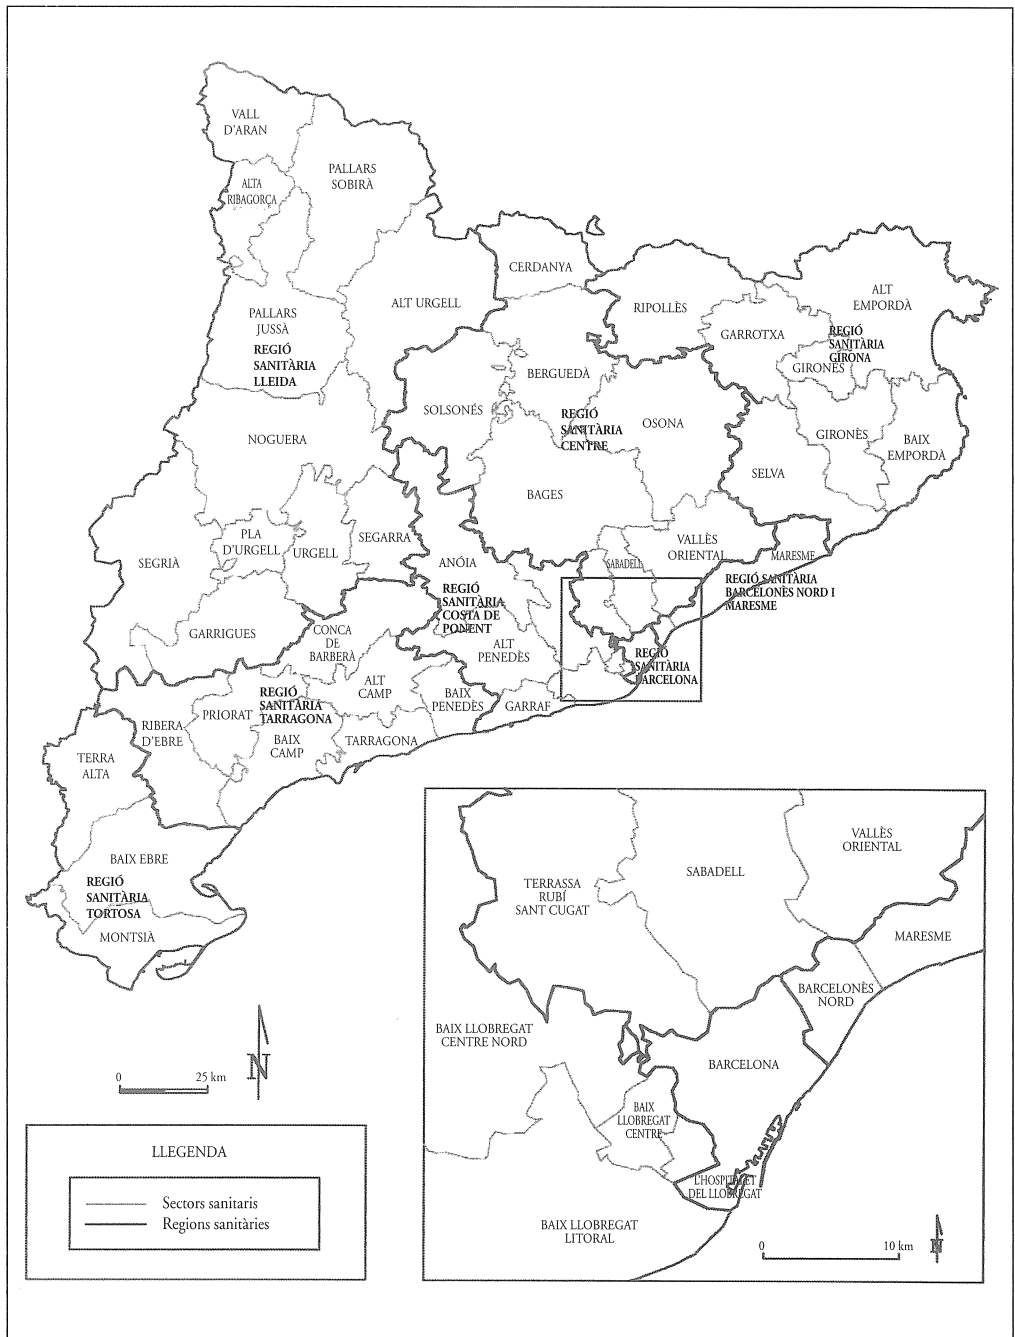 VALL
D'ARAN
PALLARS
SOBIRÀ
ALTA
RIBAGORÇA
CERDANYA
ALT URGELL
RIPOLLÈS
ALT
EMPORDÀ
PALLARS
JUSSÀ
REGIÓ
SANITÀRIA
LLEIDA
GARROTXA
REGIÓ
SANITÀRIA
GIRONA
GIRONÈS
BERGUEDÀ
SOLSONÉS
REGIÓ
SANITÀRIA
CENTRE
OSONA
NOGUERA
GIRONÈS
BAIX
EMPORDÀ
SELVA
BAGES
PLA
D'URGELL
URGELL
SEGARRA
SEGRIÀ
ANÓIA
SABADELL
VALLÈS
ORIENTAL
MARESME
REGIÓ SANITÀRIA
BARCELONÈS NORD I
MARESME
REGIÓ
SANITÀRIA
COSTA DE
PONENT
GARRIGUES
CONCA
DE
BARBERÀ
ALT
PENEDÈS
REGIÓ
SANITÀRIA
BARCELONA
ALT
CAMP
REGIÓ
SANITÀRIA
TARRAGONA
PRIORAT
BAIX
PENEDÈS
GARRAF
RIBERA
D'EBRE
BAIX
CAMP
TARRAGONA
TERRA
ALTA
BAIX EBRE
REGIÓ
SANITÀRIA
TORTOSA
MONTSIÀ
N
0 25 km
LLEGENDA
Sectors sanitaris
Regions sanitàries
VALLÈS
ORIENTAL
SABADELL
TERRASSA
RUBÍ
SANT CUGAT
MARESME
BARCELONÈS
NORD
BAIX LLOBREGAT
CENTRE NORD
BARCELONA
BAIX
LLOBREGAT
CENTRE
L'HOSPITALET
DEL LLOBREGAT
BAIX LLOBREGAT
LITORAL
0 10 km
N